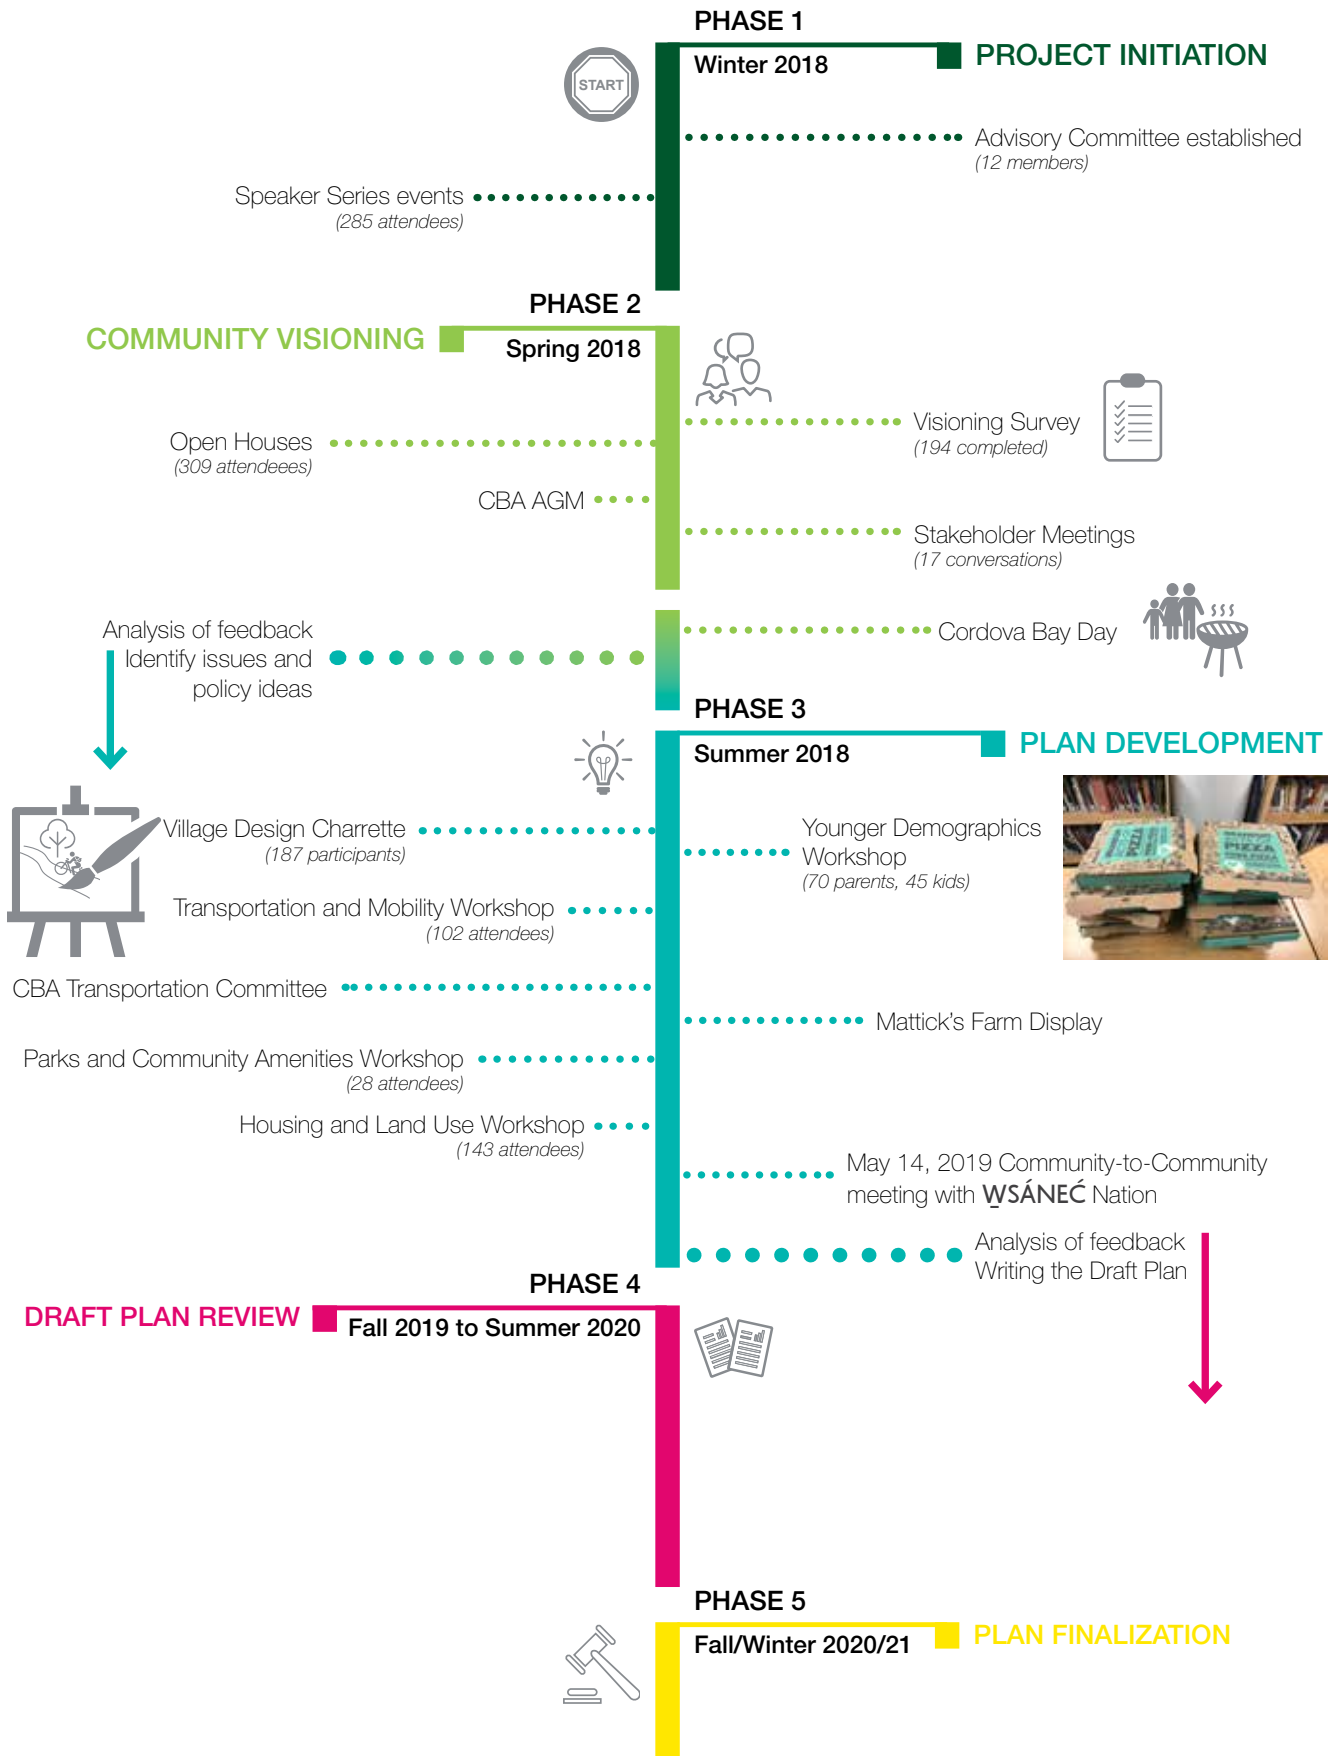 PHASE 1
Winter 2018
PROJECT INITIATION
START
Advisory Committee established
(12 members)
Speaker Series events
(285 attendees)
PHASE 2
COMMUNITY VISIONING
Spring 2018
Visioning Survey
(194 completed)
Open Houses
(309 attendeees)
CBA AGM
Stakeholder Meetings
(17 conversations)
Analysis of feedback
Identify issues and
policy ideas
Cordova Bay Day
PHASE 3
Summer 2018
PLAN DEVELOPMENT
PIZZA
PIZZA
Village Design Charrette
(187 participants)
Younger Demographics
Workshop
(70 parents, 45 kids)
Transportation and Mobility Workshop
(102 attendees)
CBA Transportation Committee
Mattick's Farm Display
Parks and Community Amenities Workshop
(28 attendees)
Housing and Land Use Workshop
(143 attendees)
May 14, 2019 Community-to-Community
meeting with W̱SÁNEĆ Nation
Analysis of feedback
Writing the Draft Plan
PHASE 4
DRAFT PLAN REVIEW
Fall 2019 to Summer 2020
PHASE 5
Fall/Winter 2020/21
PLAN FINALIZATION